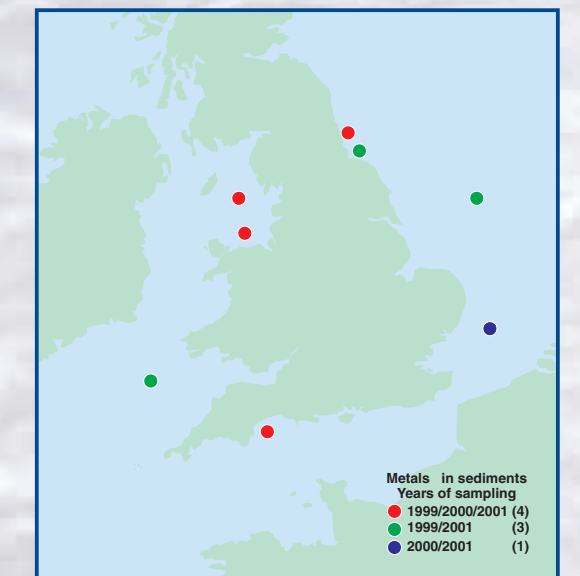 Metals in sediments
Years of sampling
1999/2000/2001 (4)
1999/2001 (3)
2000/2001 (1)